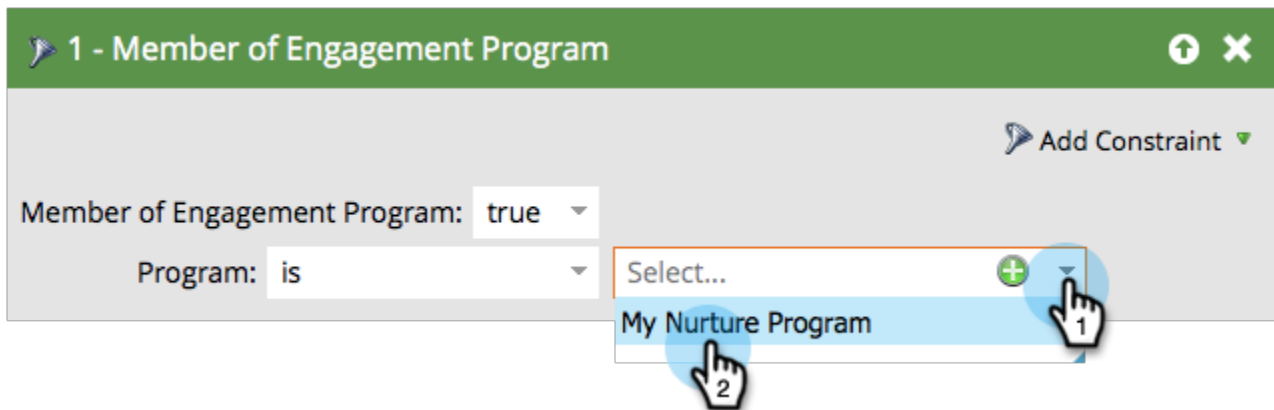 1 - Member of Engagement Program
Add Constraint
Member of Engagement Program: true
Program: is Select...
My Nurture Program
1
2